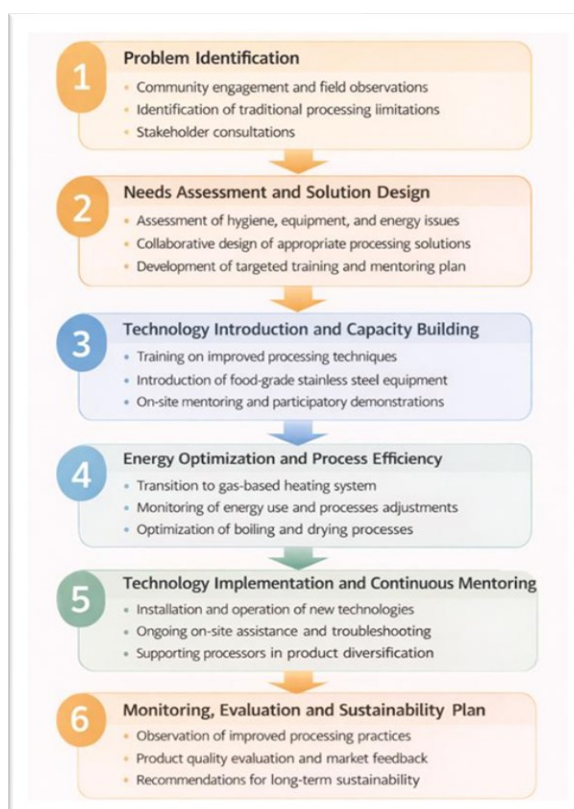 1
Problem Identification
• Community engagement and field observations
• Identification of traditional processing limitations
• Stakeholder consultations
2
Needs Assessment and Solution Design
• Assessment of hygiene, equipment, and energy issues
• Collaborative design of appropriate processing solutions
• Development of targeted training and mentoring plan
3
Technology Introduction and Capacity Building
• Training on improved processing techniques
• Introduction of food-grade stainless steel equipment
• On-site mentoring and participatory demonstrations
4
Energy Optimization and Process Efficiency
• Transition to gas-based heating system
• Monitoring of energy use and processes adjustments
• Optimization of boiling and drying processes
5
Technology Implementation and Continuous Mentoring
• Installation and operation of new technologies
• Ongoing on-site assistance and troubleshooting
• Supporting processors in product diversification
6
Monitoring, Evaluation and Sustainability Plan
• Observation of improved processing practices
• Product quality evaluation and market feedback
• Recommendations for long-term sustainability